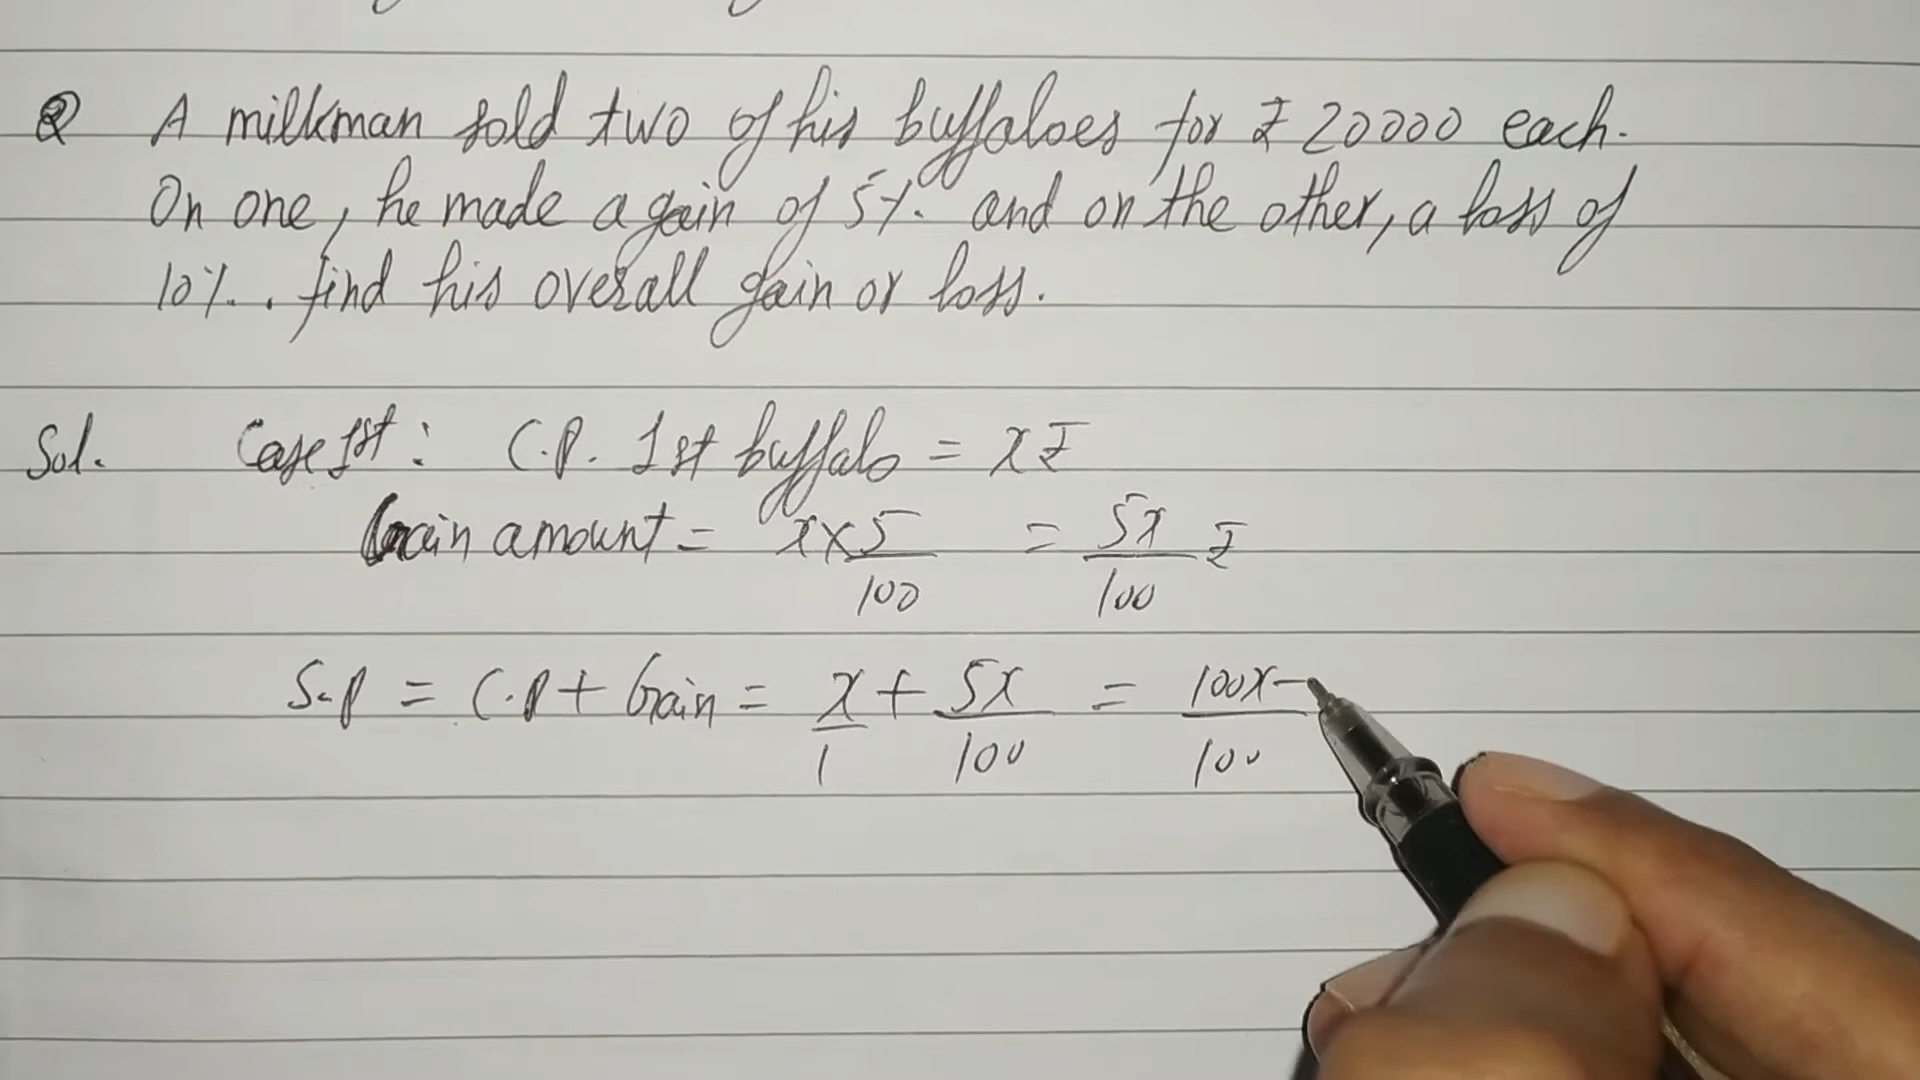 Q A milkman sold two of his buffaloes for ₹ 20000 each.
On one, he made a gain of 5%. and on the other, a loss of
10%. . find his overall gain or loss.
Sol. Case 1st : C.P. 1st buffalo = x ₹
Gain amount = x × 5/100 = 5x/100 ₹
S.P = C.P + Gain = x/1 + 5x/100 = 100x-/100